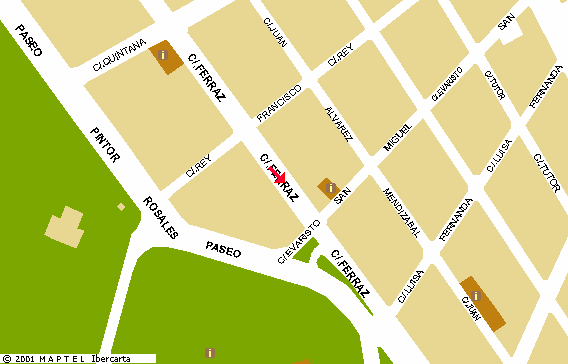 PASEO
C/.QUINTANA
C/.FERRAZ
C/.JUAN
C/.REY
SAN
C/.EVARISTO
C/.TUTOR
FERNANDA
FRANCISCO
ALVAREZ
MIGUEL
C/.LUISA
C/.TUTOR
PINTOR
C/.REY
C/.FERRAZ
SAN
MENDIZABAL
FERNANDA
ROSALES
PASEO
C/.EVARISTO
C/.FERRAZ
C/.LUISA
C/.JUAN
i
i
i
i
© 2001 MAPTEL Ibercarta